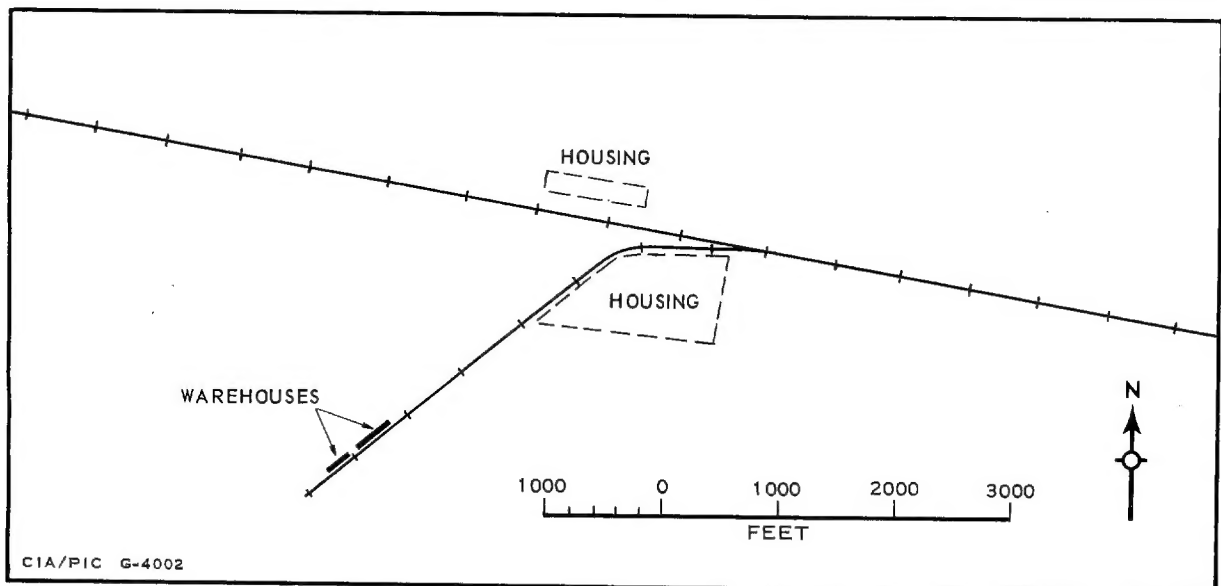 HOUSING
HOUSING
WAREHOUSES
N
1000 0 1000 2000 3000
FEET
CIA/PIC G-4002